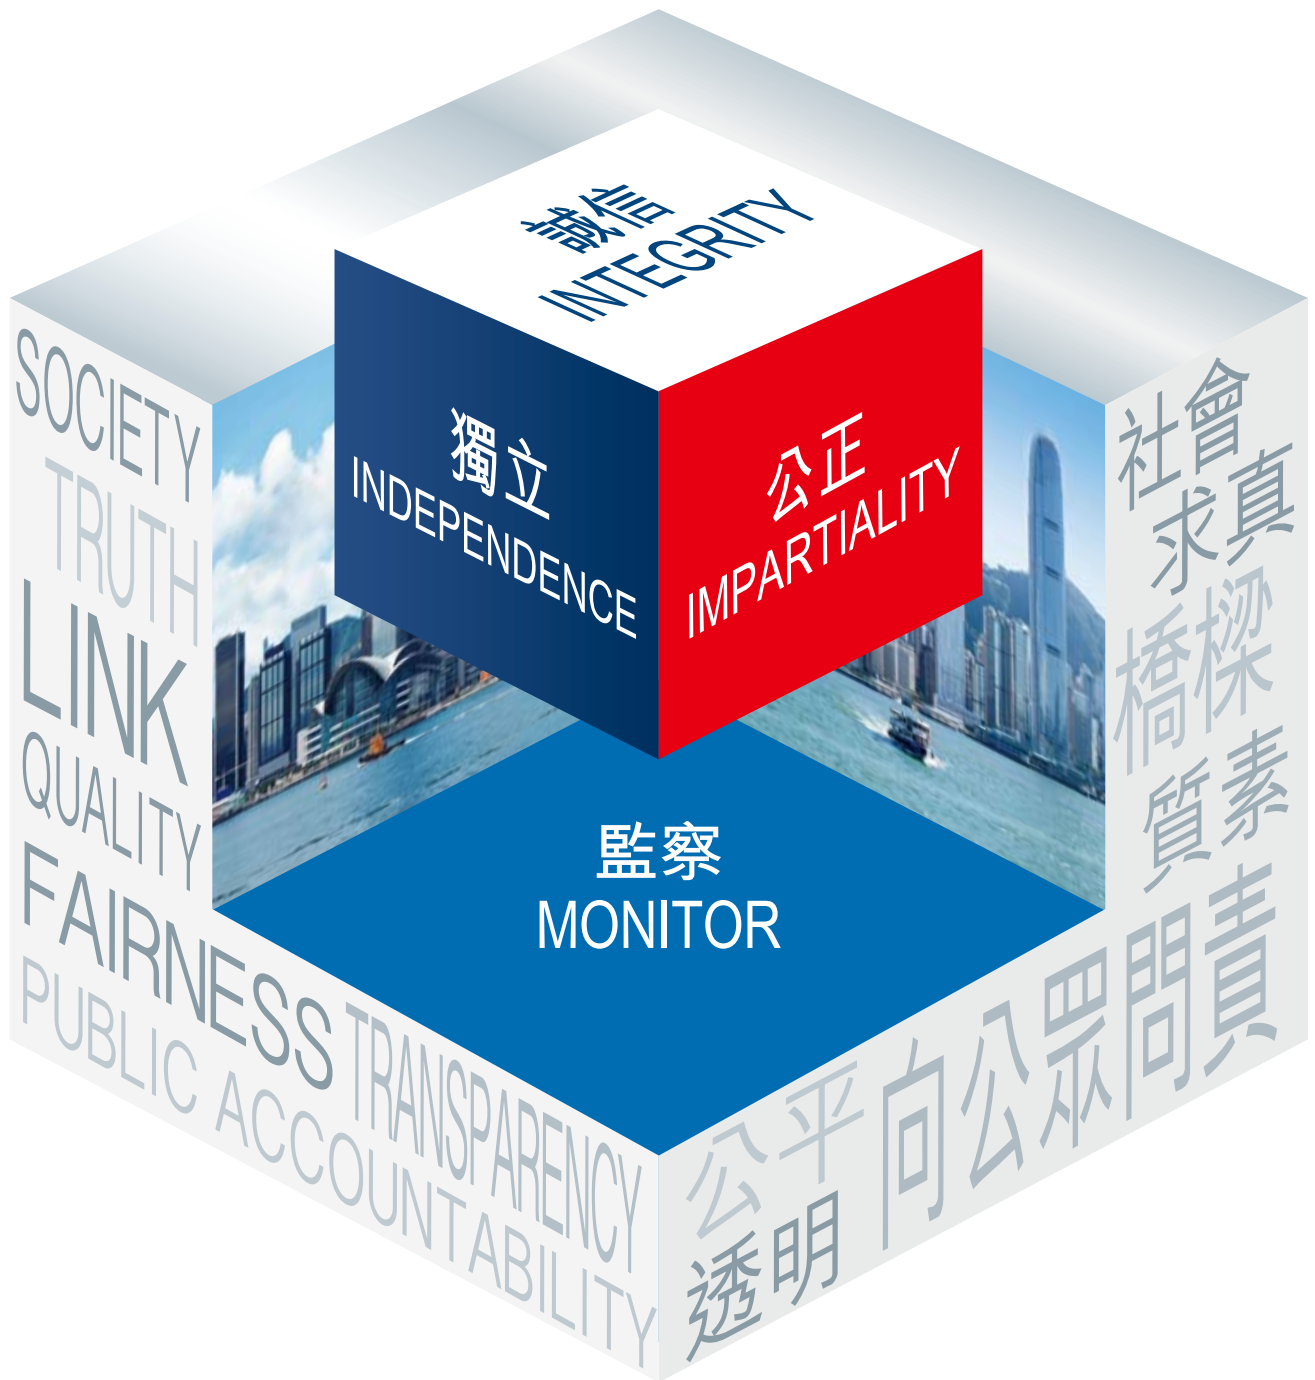 誠信
INTEGRITY
獨立
INDEPENDENCE
公正
IMPARTIALITY
監察
MONITOR
SOCIETY
TRUTH
LINK
QUALITY
FAIRNESS
TRANSPARENCY
PUBLIC ACCOUNTABILITY
社會
求真
橋樑
質素
向公眾問責
公平
透明